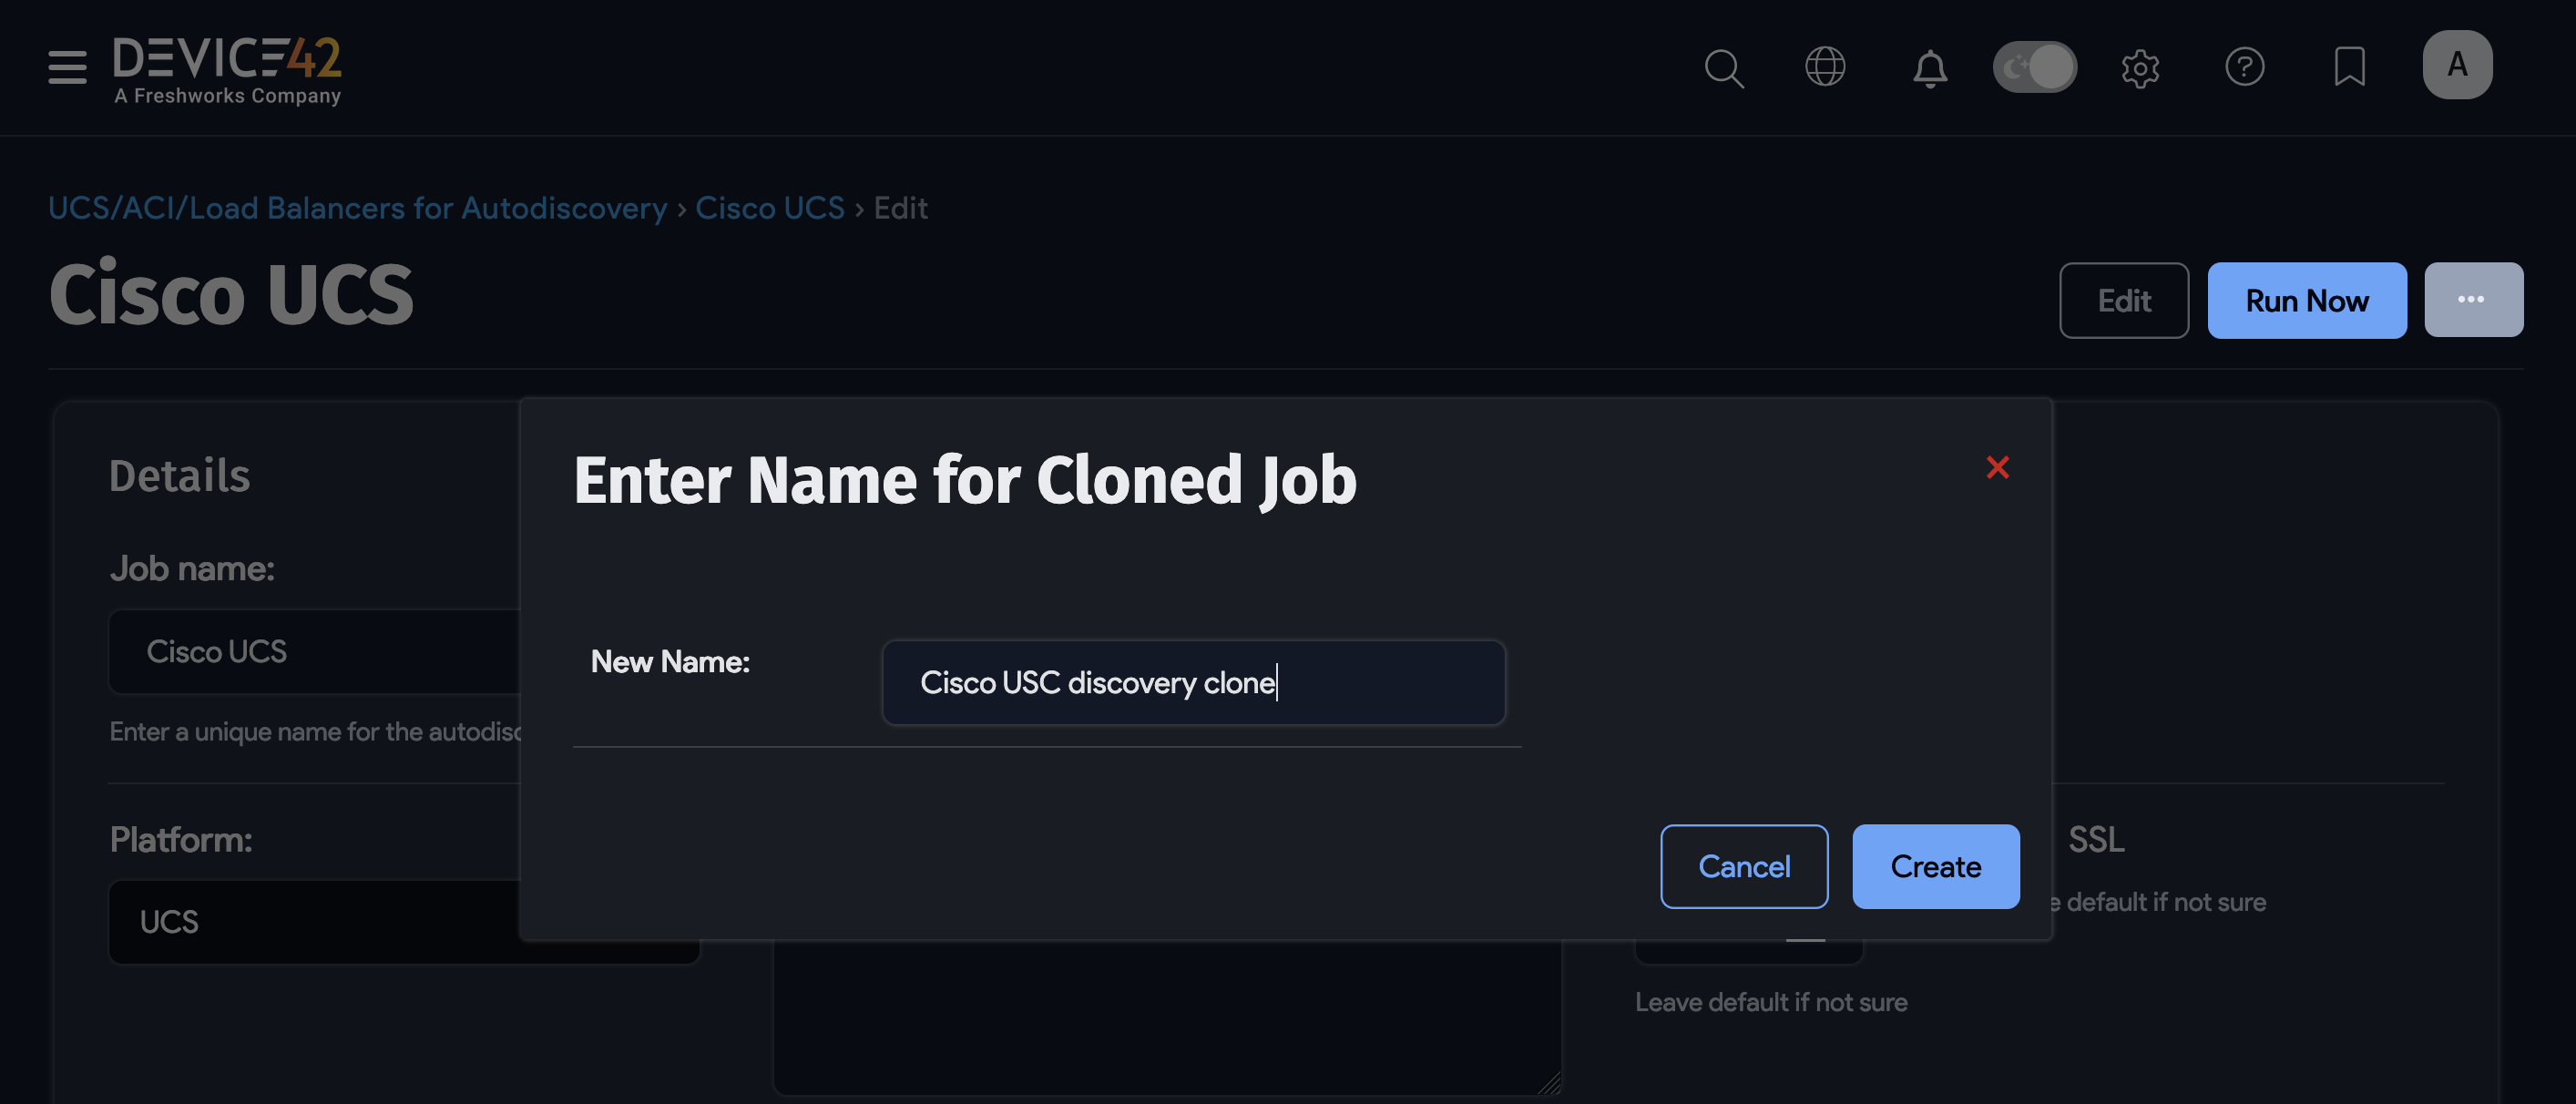 DEVICE42
A Freshworks Company
A
UCS/ACI/Load Balancers for Autodiscovery › Cisco UCS › Edit
Cisco UCS
Edit
Run Now
Details
Enter Name for Cloned Job
Job name:
Cisco UCS
New Name:
Cisco USC discovery clone
Enter a unique name for the autodisc
Platform:
SSL
Cancel
Create
UCS
default if not sure
Leave default if not sure